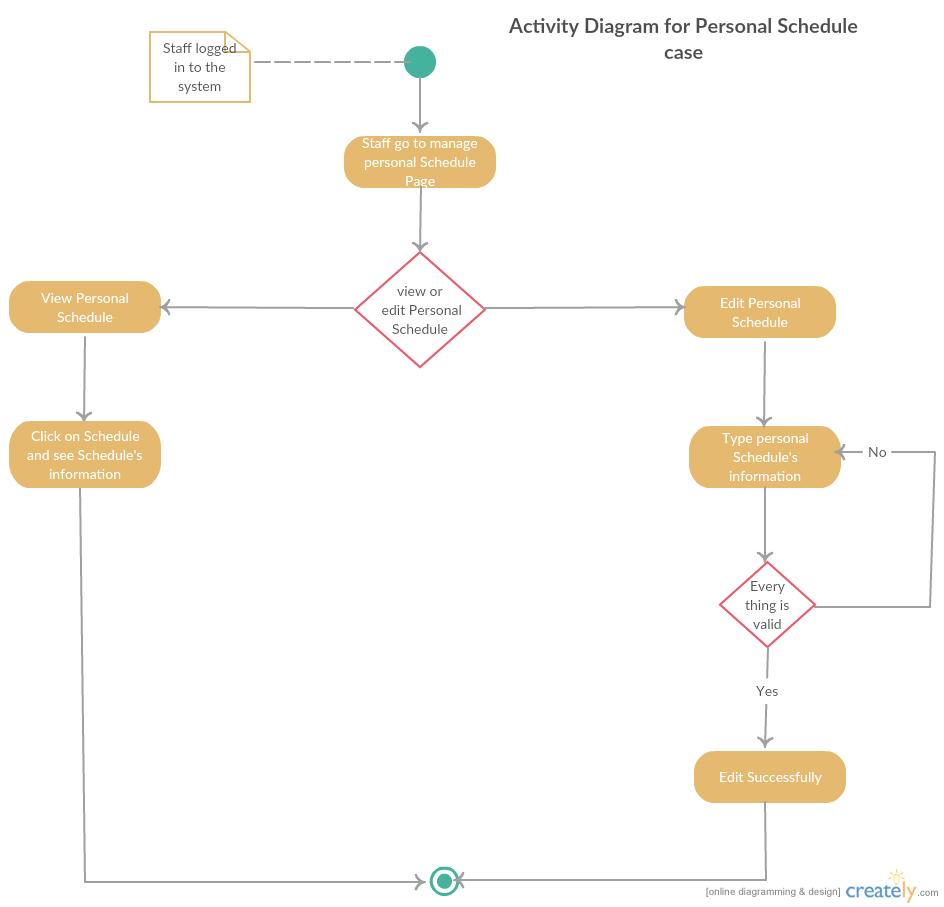 Activity Diagram for Personal Schedule
case
Staff logged
in to the
system
Staff go to manage
personal Schedule
Page
view or
edit Personal
Schedule
View Personal
Schedule
Edit Personal
Schedule
Click on Schedule
and see Schedule's
information
Type personal
Schedule's
information
No
Every
thing is
valid
Yes
Edit Successfully
[online diagramming & design] creately.com